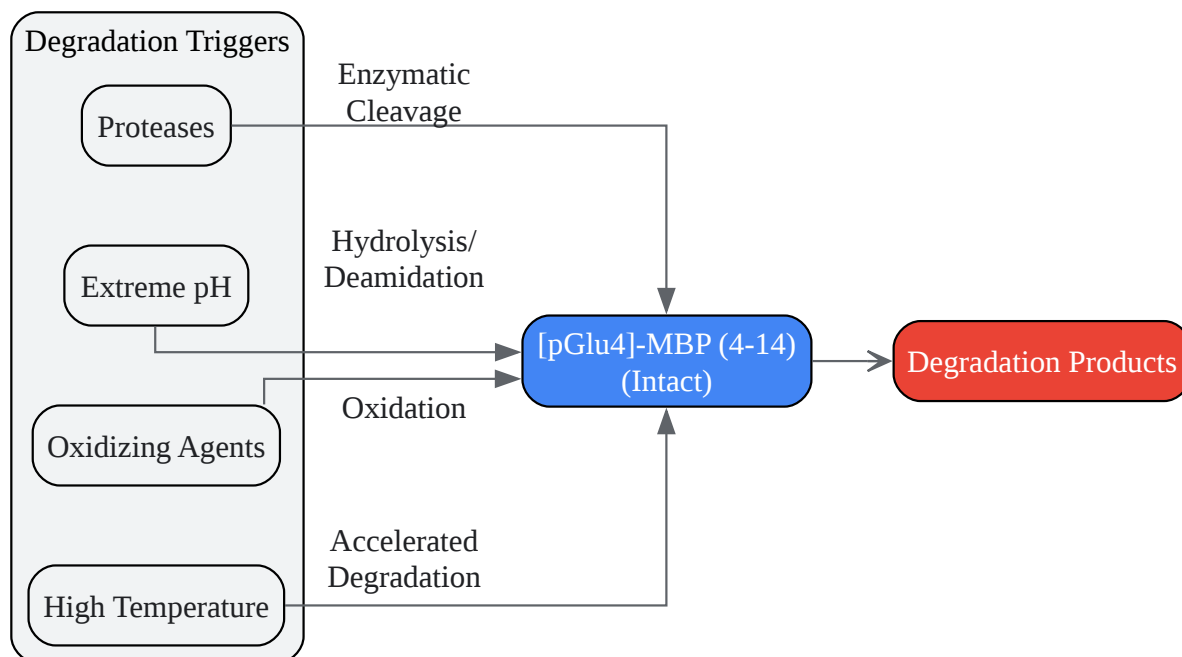 Degradation Triggers
Proteases
Enzymatic
Cleavage
Extreme pH
Hydrolysis/
Deamidation
Oxidizing Agents
Oxidation
High Temperature
Accelerated
Degradation
[pGlu4]-MBP (4-14)
(Intact)
Degradation Products